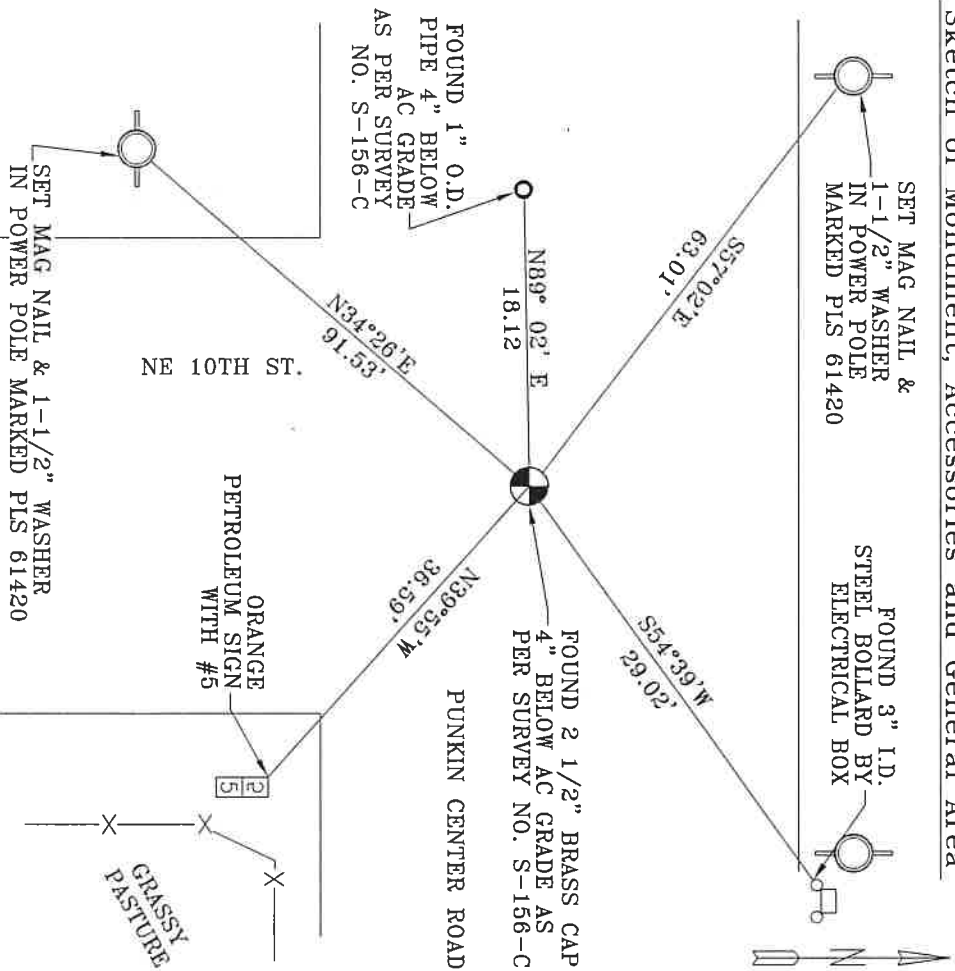 Sketch of Monument, Accessories and General Area
SET MAG NAIL &
1-1/2" WASHER
IN POWER POLE
MARKED PLS 61420
FOUND 3" I.D.
STEEL BOLLARD BY
ELECTRICAL BOX
S57°02'E
63.01'
S54°39'W
29.02'
N
FOUND 1" O.D.
PIPE 4" BELOW
AC GRADE
AS PER SURVEY
NO. S-156-C
N89° 02' E
18.12
FOUND 2 1/2" BRASS CAP
4" BELOW AC GRADE AS
PER SURVEY NO. S-156-C
PUNKIN CENTER ROAD
N34°26'E
91.53'
N39°55'W
36.59'
NE 10TH ST.
ORANGE
PETROLEUM SIGN
WITH #5
5
GRASSY
PASTURE
SET MAG NAIL & 1-1/2" WASHER
IN POWER POLE MARKED PLS 61420